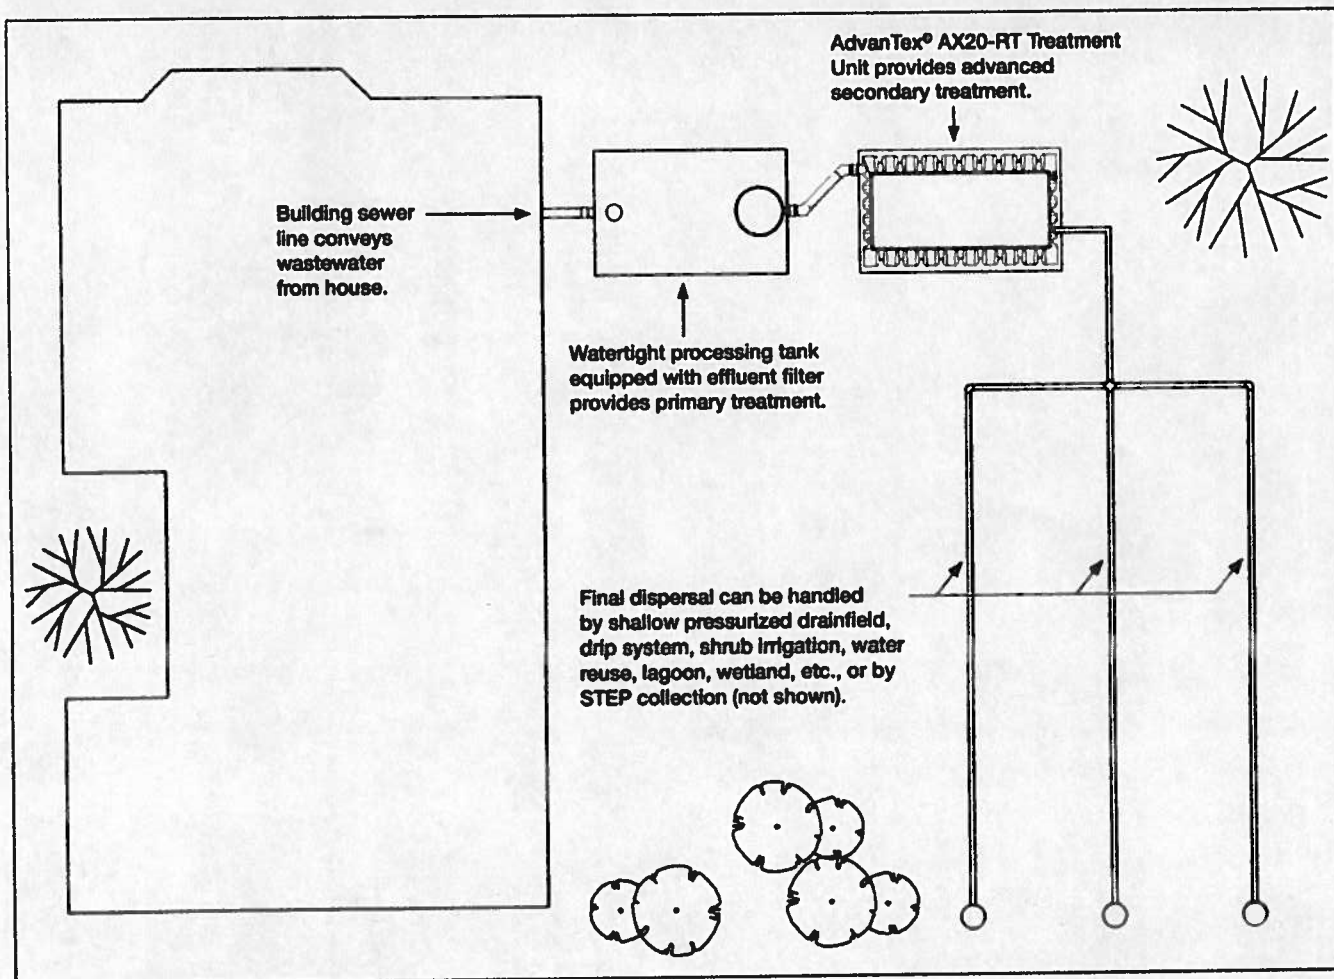 AdvanTex® AX20-RT Treatment
Unit provides advanced
secondary treatment.
Building sewer
line conveys
wastewater
from house.
Watertight processing tank
equipped with effluent filter
provides primary treatment.
Final dispersal can be handled
by shallow pressurized drainfield,
drip system, shrub irrigation, water
reuse, lagoon, wetland, etc., or by
STEP collection (not shown).